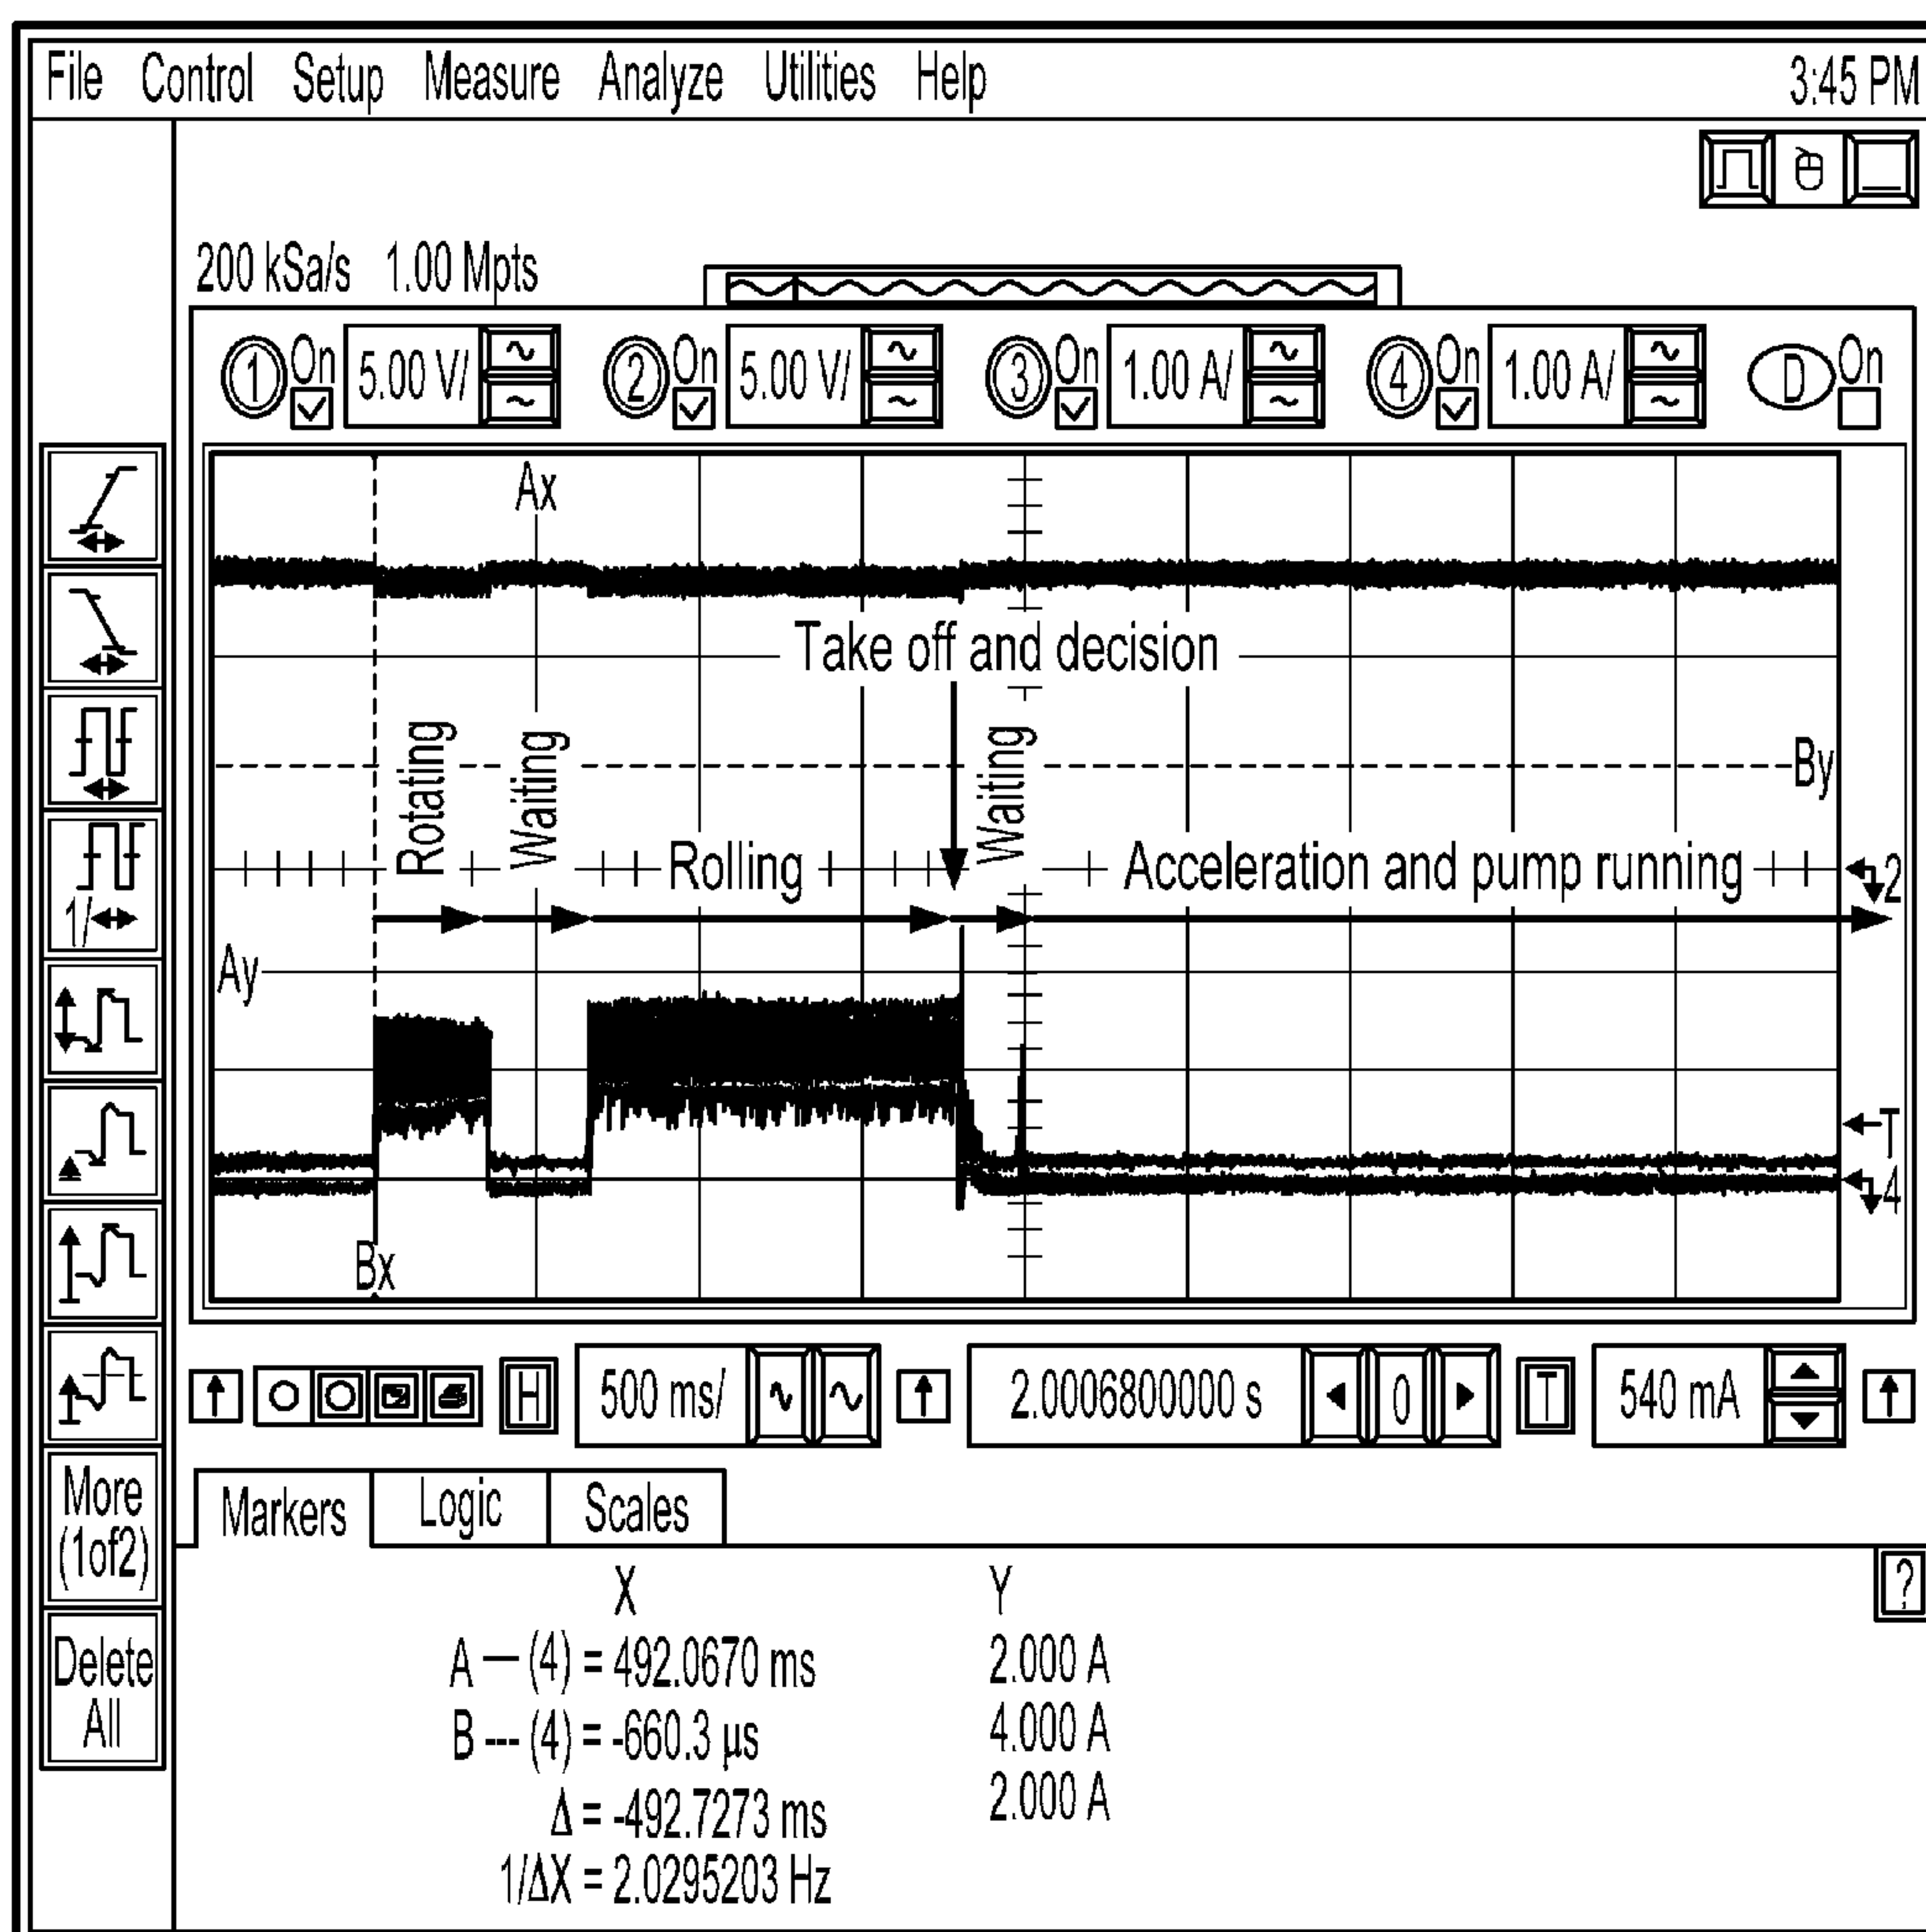 File Control Setup Measure Analyze Utilities Help 3:45 PM
200 kSa/s 1.00 Mpts
1 On 5.00 V/ 2 On 5.00 V/ 3 On 1.00 A/ 4 On 1.00 A/ D On
Ax
Take off and decision
Rotating
Waiting
Waiting
By
Rolling
Acceleration and pump running
2
1/
Ay
T
4
Bx
H 500 ms/ 2.0006800000 s 0 T 540 mA
More
(1of2)
Delete
All
Markers Logic Scales
?
X Y
A — (4) = 492.0670 ms 2.000 A
B --- (4) = -660.3 µs 4.000 A
Δ = -492.7273 ms 2.000 A
1/ΔX = 2.0295203 Hz